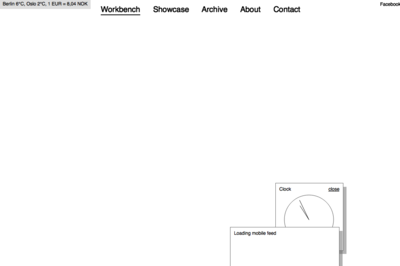 Berlin 6°C, Oslo 2°C, 1 EUR = 8,04 NOK
Workbench Showcase Archive About Contact
Facebook
Clock close
Loading mobile feed